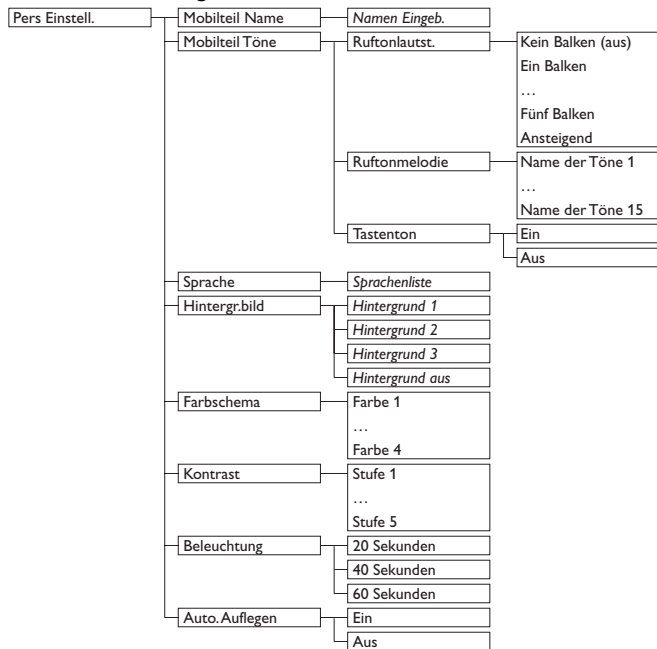 Pers Einstell.
Mobilteil Name
Namen Eingeb.
Mobilteil Töne
Ruftonlautst.
Kein Balken (aus)
Ein Balken
…
Fünf Balken
Ansteigend
Ruftonmelodie
Name der Töne 1
…
Name der Töne 15
Tastenton
Ein
Aus
Sprache
Sprachenliste
Hintergr.bild
Hintergrund 1
Hintergrund 2
Hintergrund 3
Hintergrund aus
Farbschema
Farbe 1
…
Farbe 4
Kontrast
Stufe 1
…
Stufe 5
Beleuchtung
20 Sekunden
40 Sekunden
60 Sekunden
Auto. Auflegen
Ein
Aus